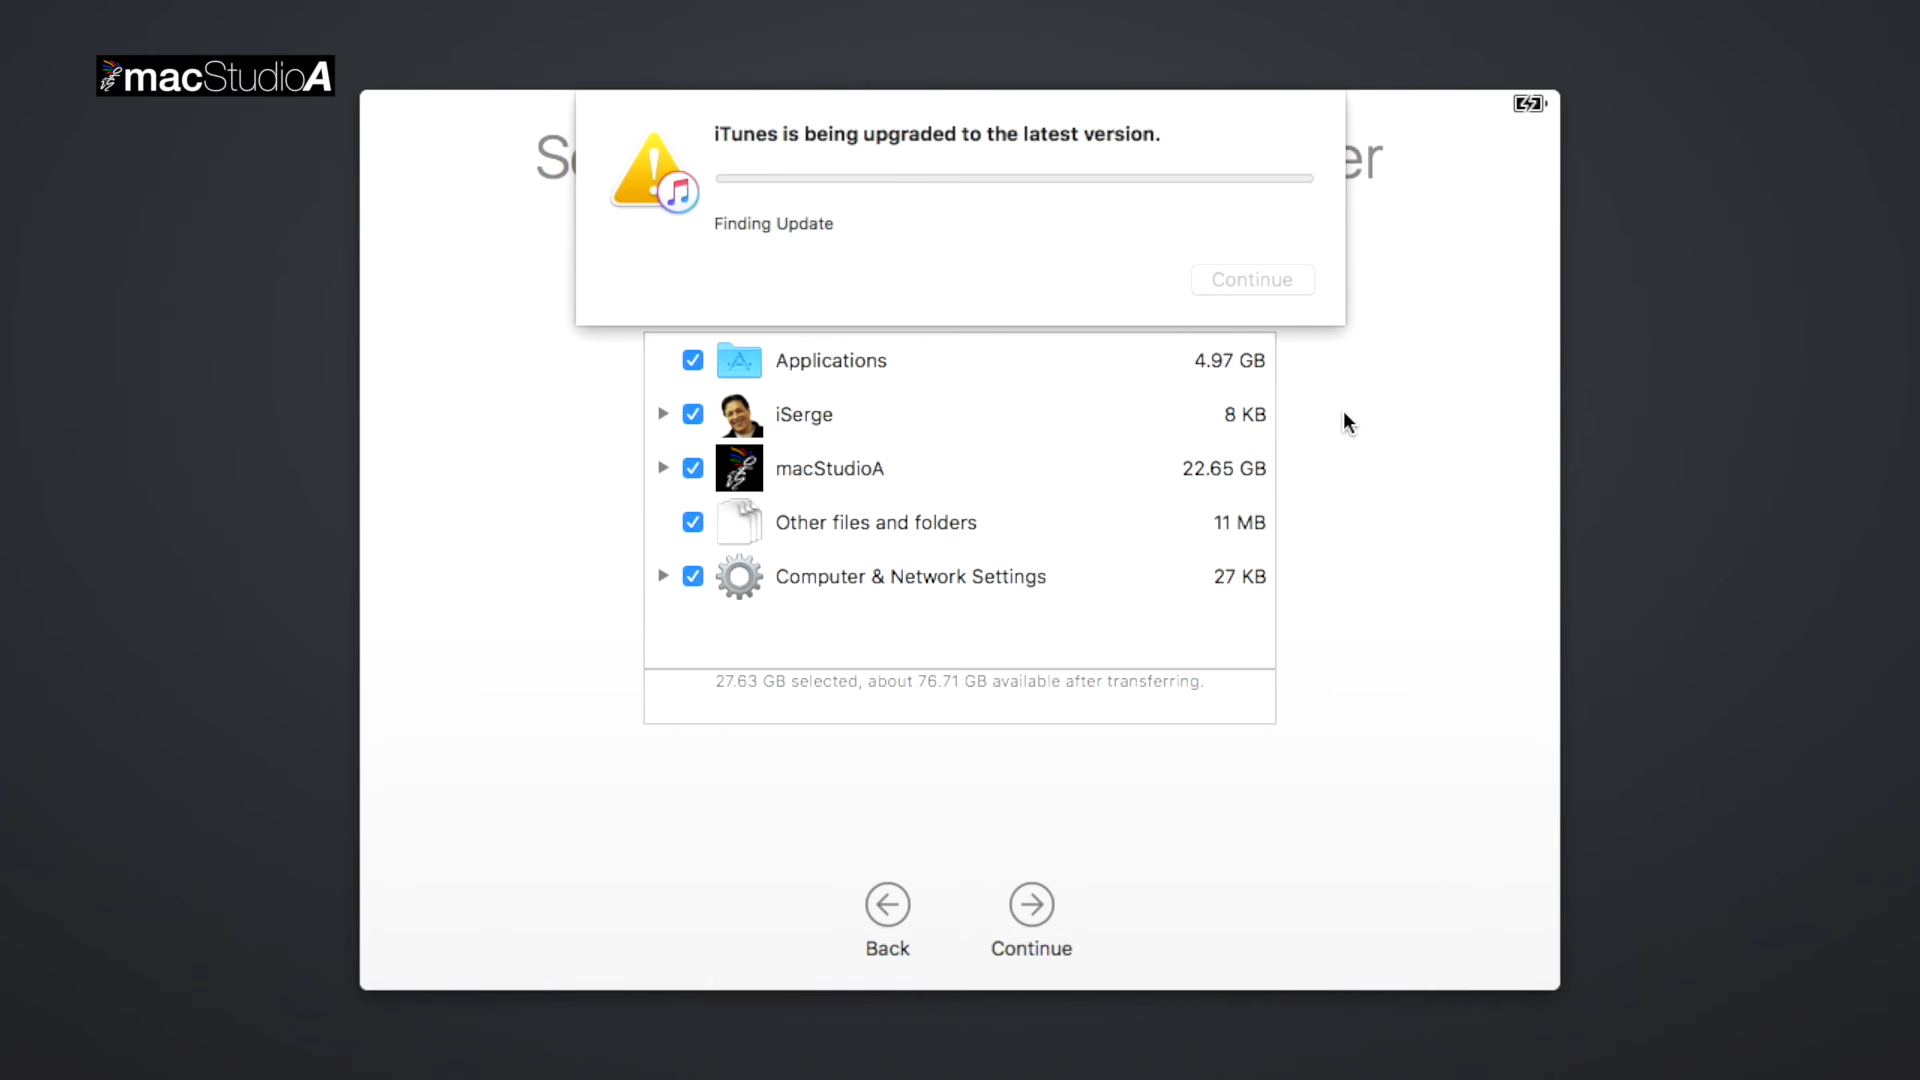 macStudioA
iTunes is being upgraded to the latest version.
Finding Update
Continue
Applications 4.97 GB
iSerge 8 KB
macStudioA 22.65 GB
Other files and folders 11 MB
Computer & Network Settings 27 KB
27.63 GB selected, about 76.71 GB available after transferring.
Back Continue